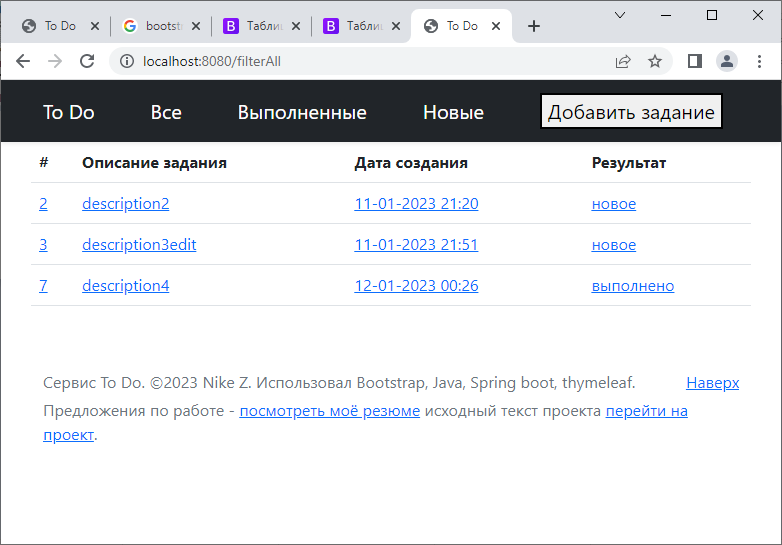 To Do
bootst
Таблиц
Таблиц
To Do
localhost:8080/filterAll
To Do Все Выполненные Новые Добавить задание
# Описание задания Дата создания Результат
2 description2 11-01-2023 21:20 новое
3 description3edit 11-01-2023 21:51 новое
7 description4 12-01-2023 00:26 выполнено
Сервис To Do. ©2023 Nike Z. Использовал Bootstrap, Java, Spring boot, thymeleaf. Наверх
Предложения по работе - посмотреть моё резюме исходный текст проекта перейти на
проект.